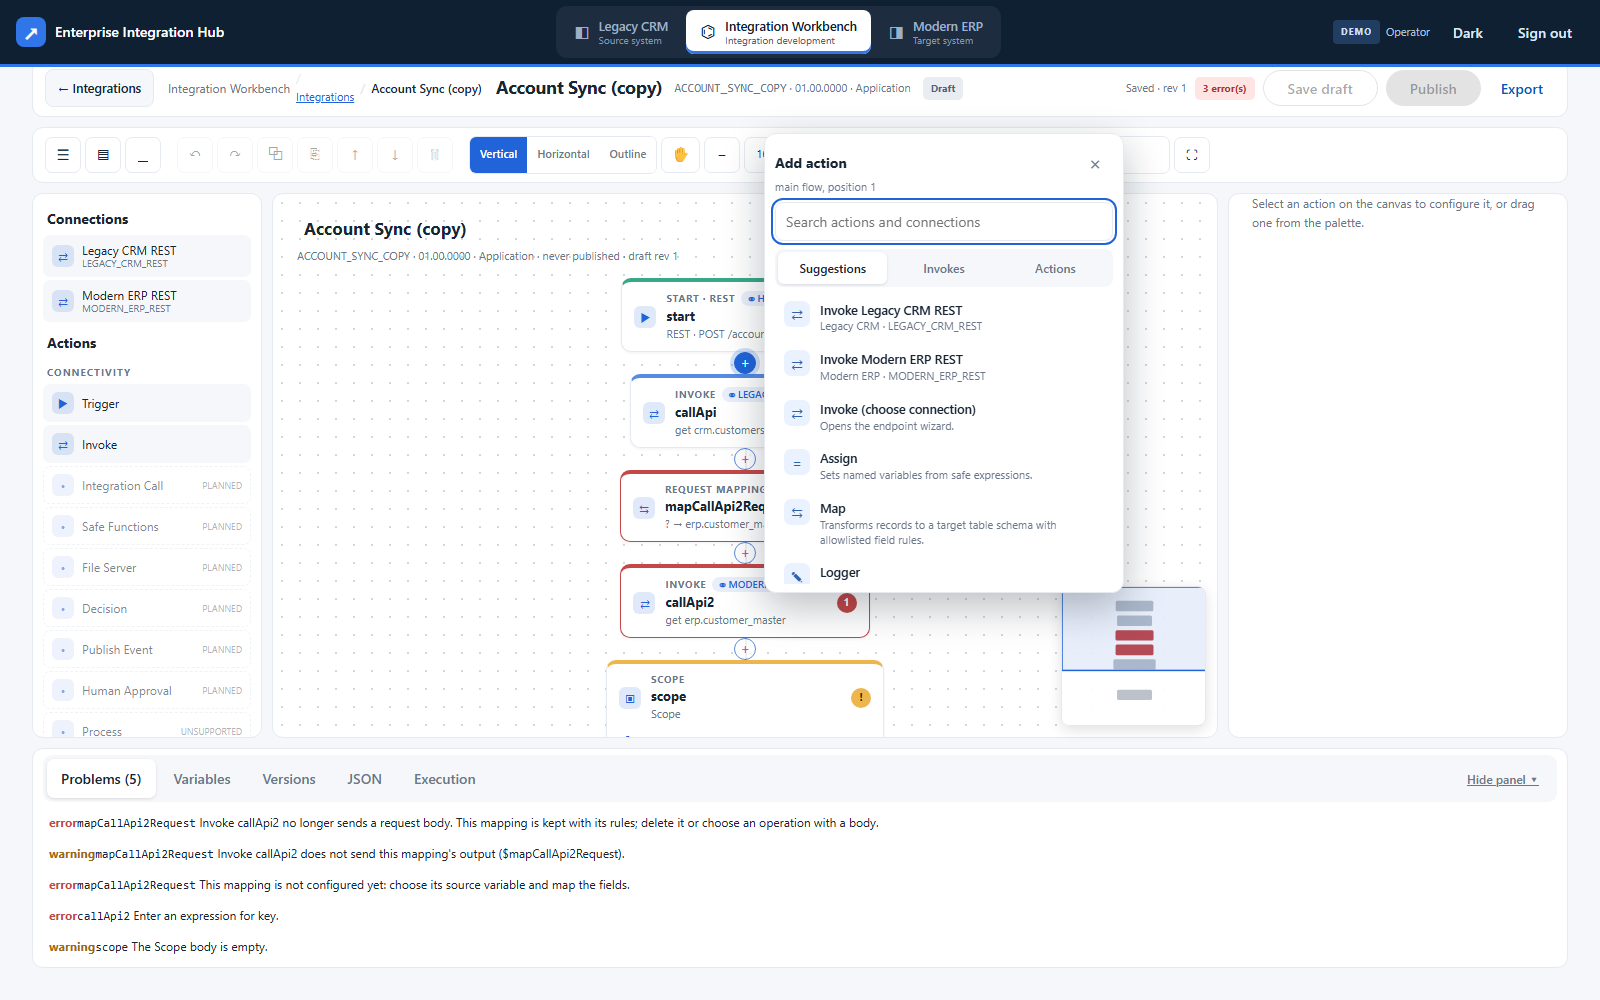 Enterprise Integration Hub
Legacy CRM
Source system
Integration Workbench
Integration development
Modern ERP
Target system
DEMO
Operator
Dark
Sign out
← Integrations
Integration Workbench
/
Integrations
/
Account Sync (copy)
Account Sync (copy)
ACCOUNT_SYNC_COPY · 01.00.0000 · Application
Draft
Saved · rev 1
3 error(s)
Save draft
Publish
Export
Vertical
Horizontal
Outline
Connections
Legacy CRM REST
LEGACY_CRM_REST
Modern ERP REST
MODERN_ERP_REST
Actions
CONNECTIVITY
Trigger
Invoke
Integration Call PLANNED
Safe Functions PLANNED
File Server PLANNED
Decision PLANNED
Publish Event PLANNED
Human Approval PLANNED
Process UNSUPPORTED
Account Sync (copy)
ACCOUNT_SYNC_COPY · 01.00.0000 · Application · never published · draft rev 1
START · REST
start
REST · POST
INVOKE
callApi
REQUEST MAPPING
INVOKE
callApi2
get erp.customer_master
1
SCOPE
scope
Scope
!
Add action
main flow, position 1
Search actions and connections
Suggestions
Invokes
Actions
Invoke Legacy CRM REST
Legacy CRM · LEGACY_CRM_REST
Invoke Modern ERP REST
Modern ERP · MODERN_ERP_REST
Invoke (choose connection)
Opens the endpoint wizard.
Assign
Sets named variables from safe expressions.
Map
Transforms records to a target table schema with
allowlisted field rules.
Logger
Select an action on the canvas to configure it, or drag
one from the palette.
Problems (5)
Variables
Versions
JSON
Execution
Hide panel ▾
errormapCallApi2Request Invoke callApi2 no longer sends a request body. This mapping is kept with its rules; delete it or choose an operation with a body.
warningmapCallApi2Request Invoke callApi2 does not send this mapping's output ($mapCallApi2Request).
errormapCallApi2Request This mapping is not configured yet: choose its source variable and map the fields.
errorcallApi2 Enter an expression for key.
warningscope The Scope body is empty.